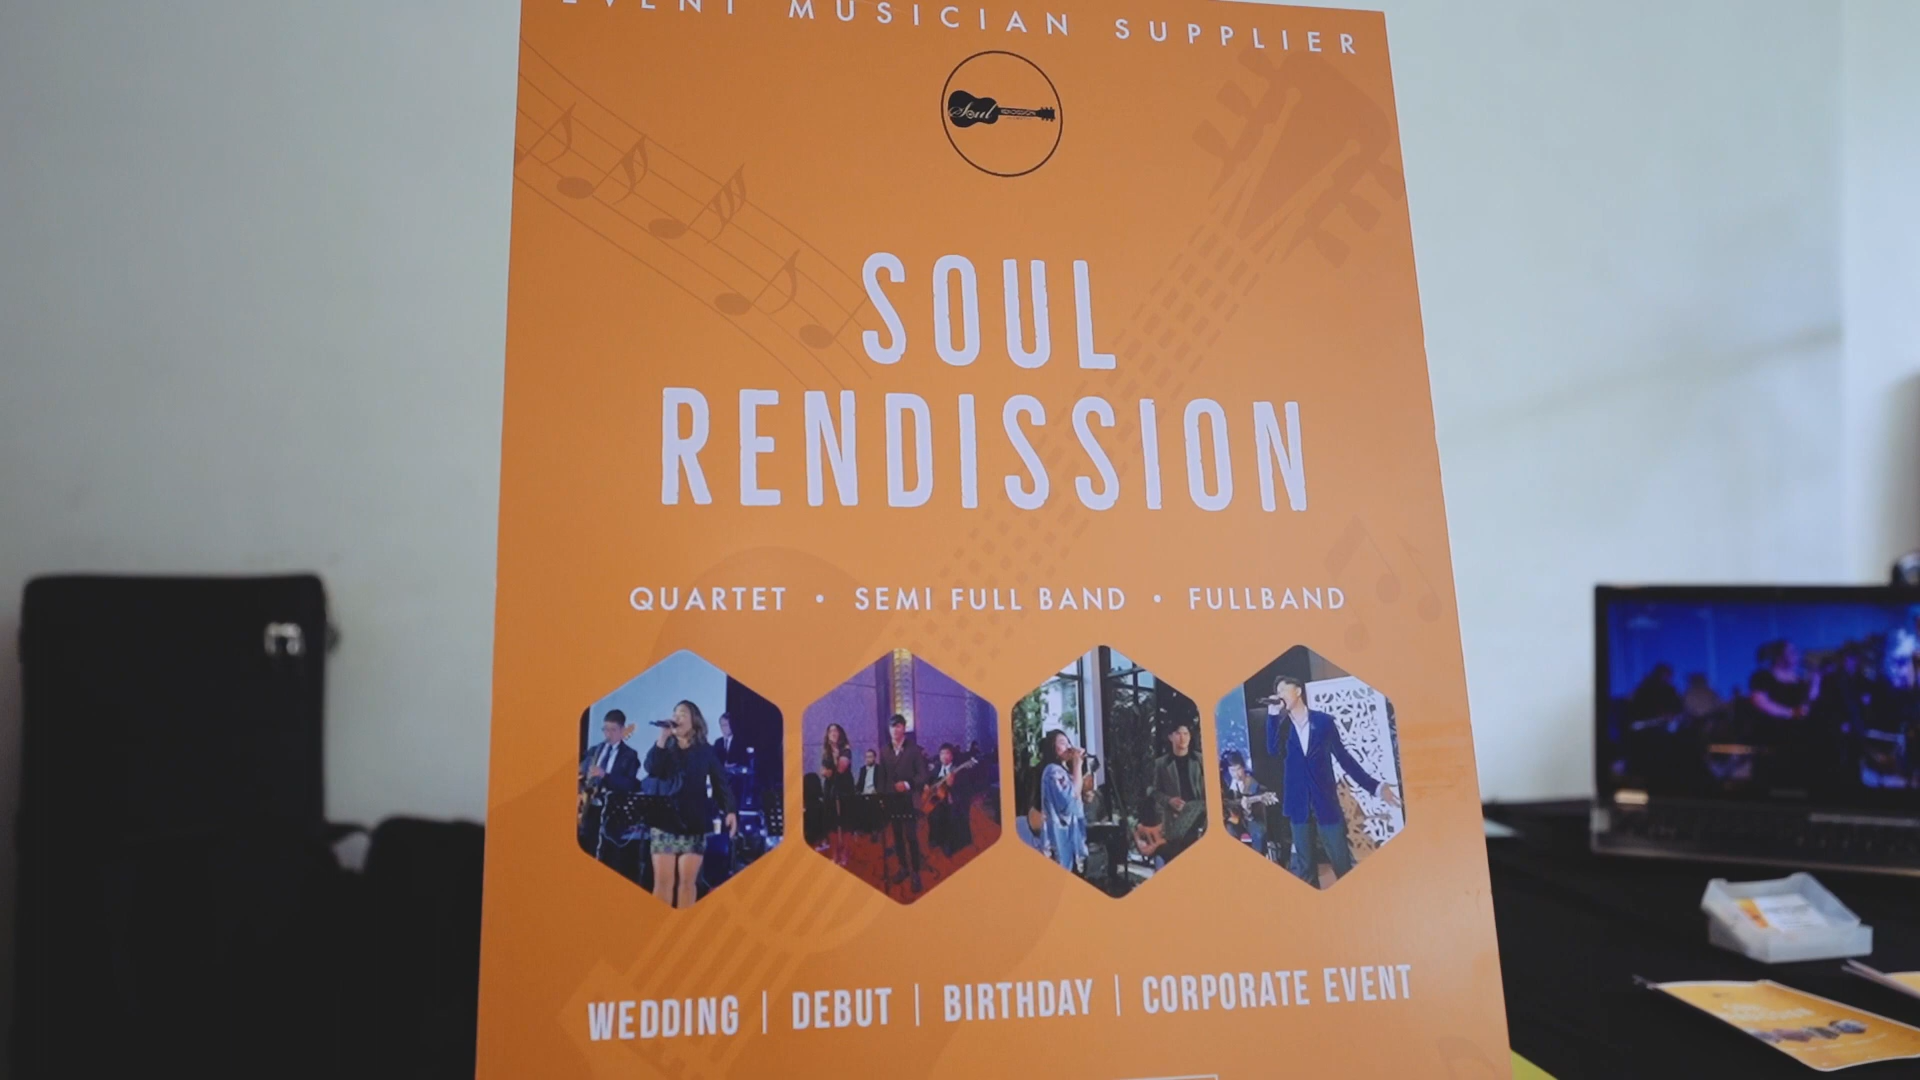 EVENT MUSICIAN SUPPLIER
Soul
SOUL
RENDISSION
QUARTET • SEMI FULL BAND • FULLBAND
WEDDING | DEBUT | BIRTHDAY | CORPORATE EVENT